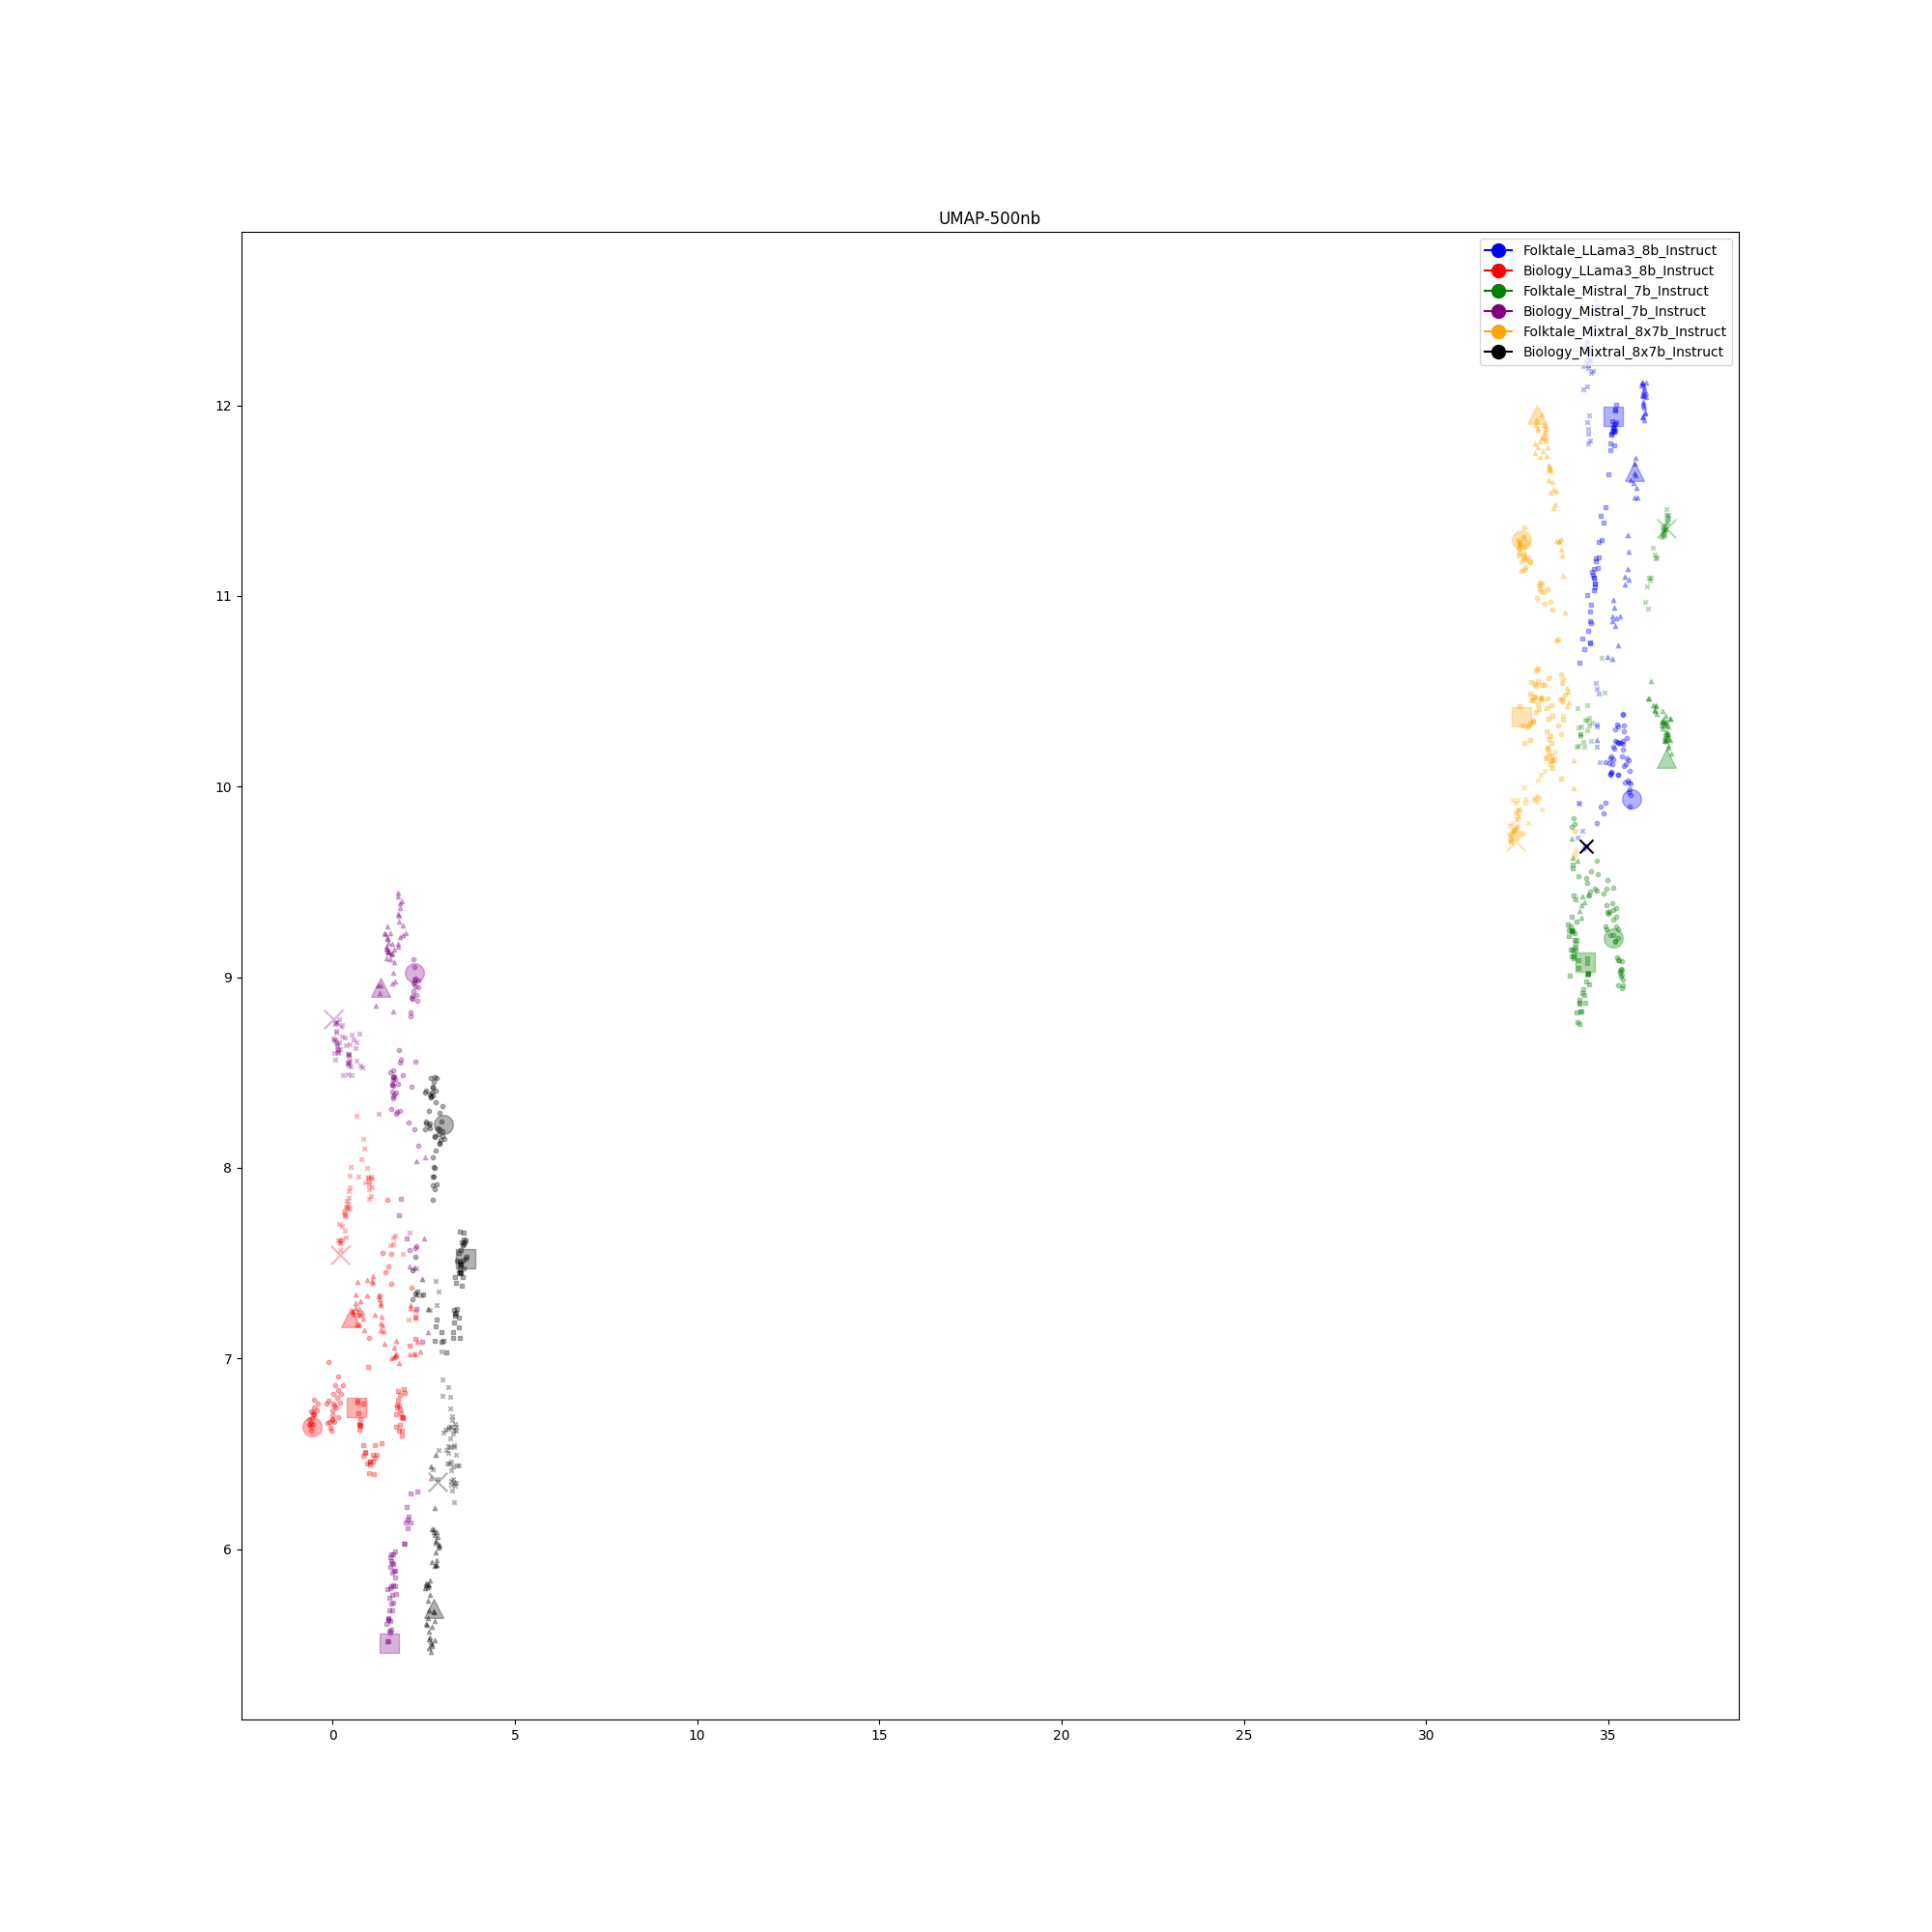 UMAP-500nb
Folktale_LLama3_8b_Instruct
Biology_LLama3_8b_Instruct
Folktale_Mistral_7b_Instruct
Biology_Mistral_7b_Instruct
Folktale_Mixtral_8x7b_Instruct
Biology_Mixtral_8x7b_Instruct
12
11
10
9
8
7
6
0 5 10 15 20 25 30 35